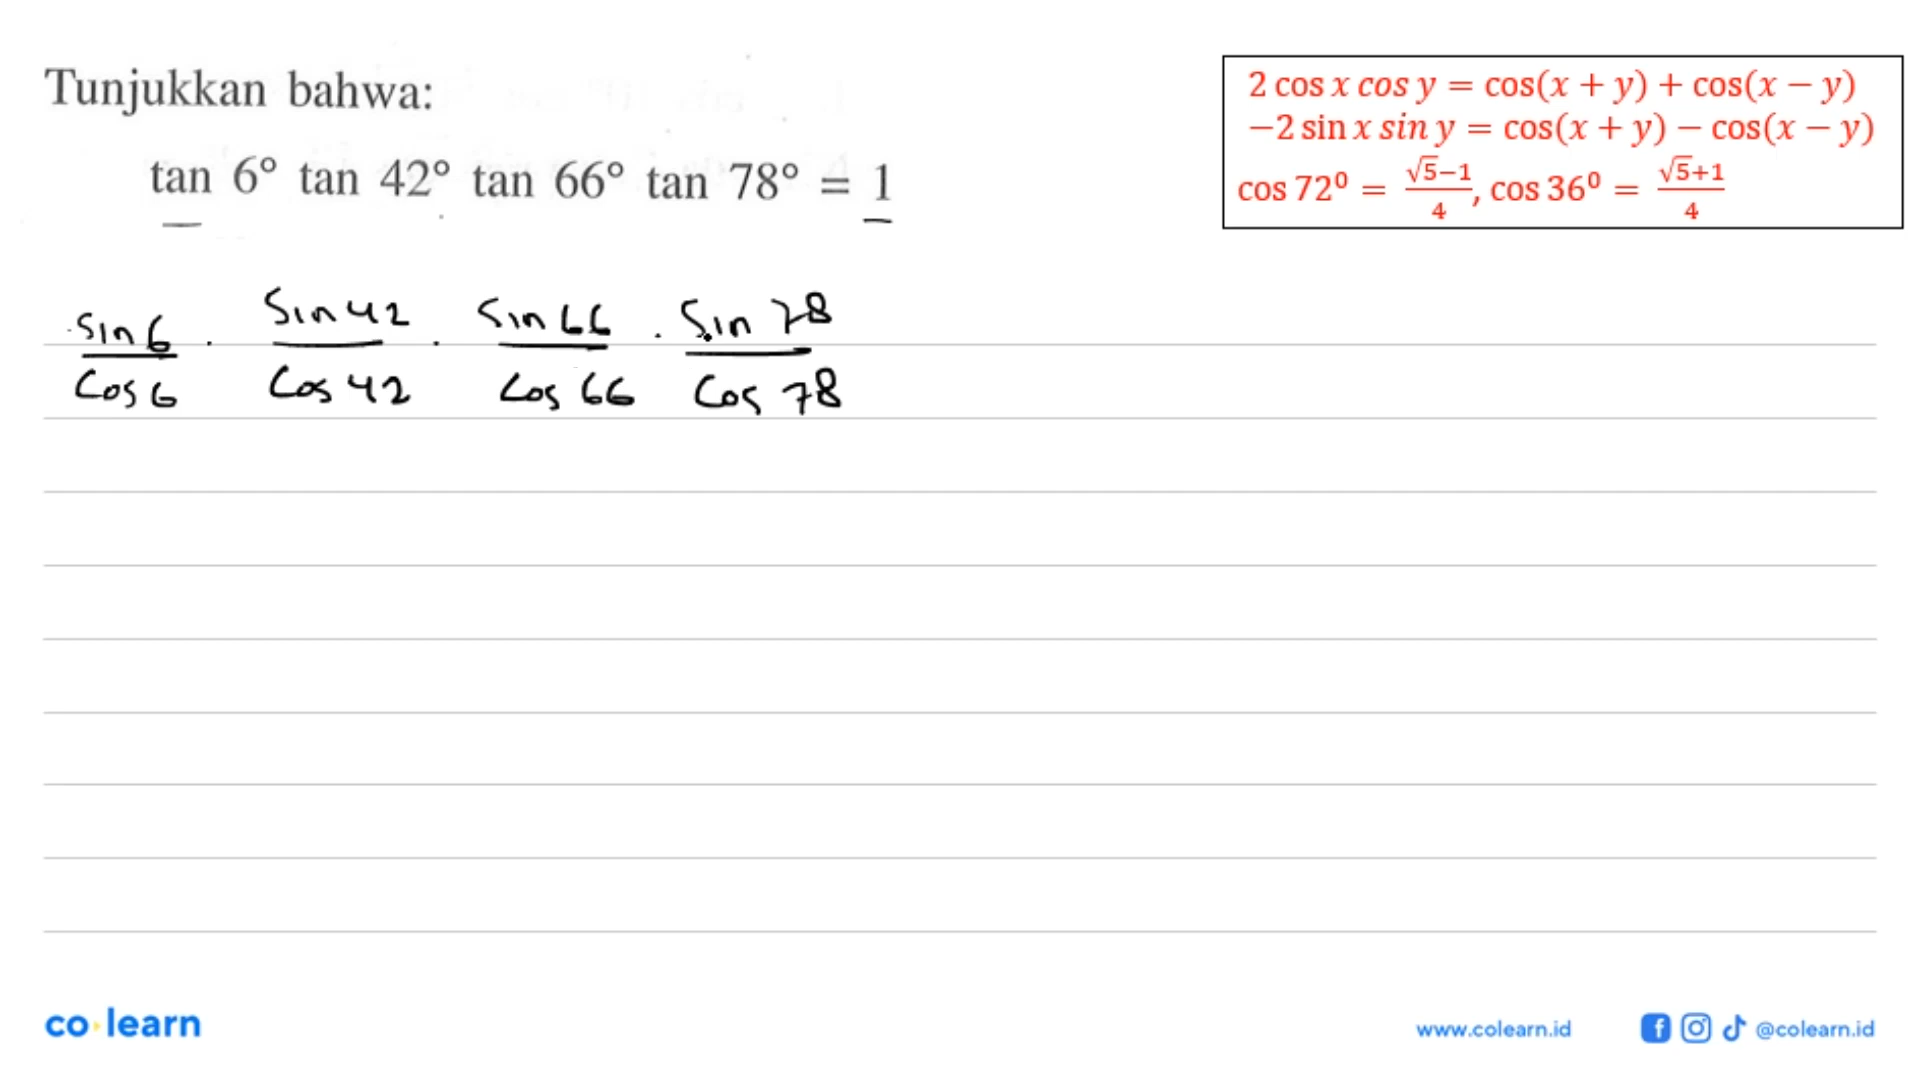 Tunjukkan bahwa:
tan 6° tan 42° tan 66° tan 78° = 1
2 cos x cos y = cos(x + y) + cos(x − y)
−2 sin x sin y = cos(x + y) − cos(x − y)
cos 72⁰ = (√5−1)/4, cos 36⁰ = (√5+1)/4
sin 6 . sin 42 . sin 66 . sin 78
cos 6 cos 42 cos 66 cos 78
co learn
www.colearn.id @colearn.id